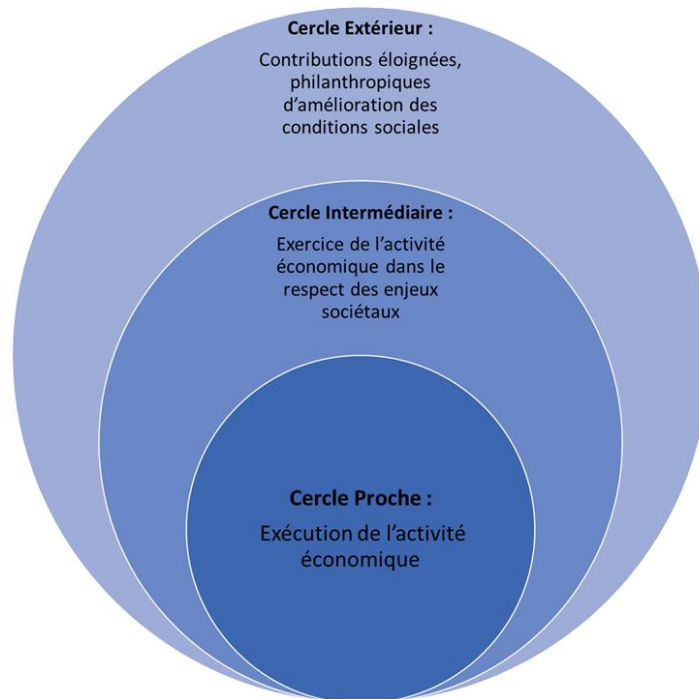 Cercle Extérieur :
Contributions éloignées,
philanthropiques
d'amélioration des
conditions sociales
Cercle Intermédiaire :
Exercice de l'activité
économique dans le
respect des enjeux
sociétaux
Cercle Proche :
Exécution de l'activité
économique